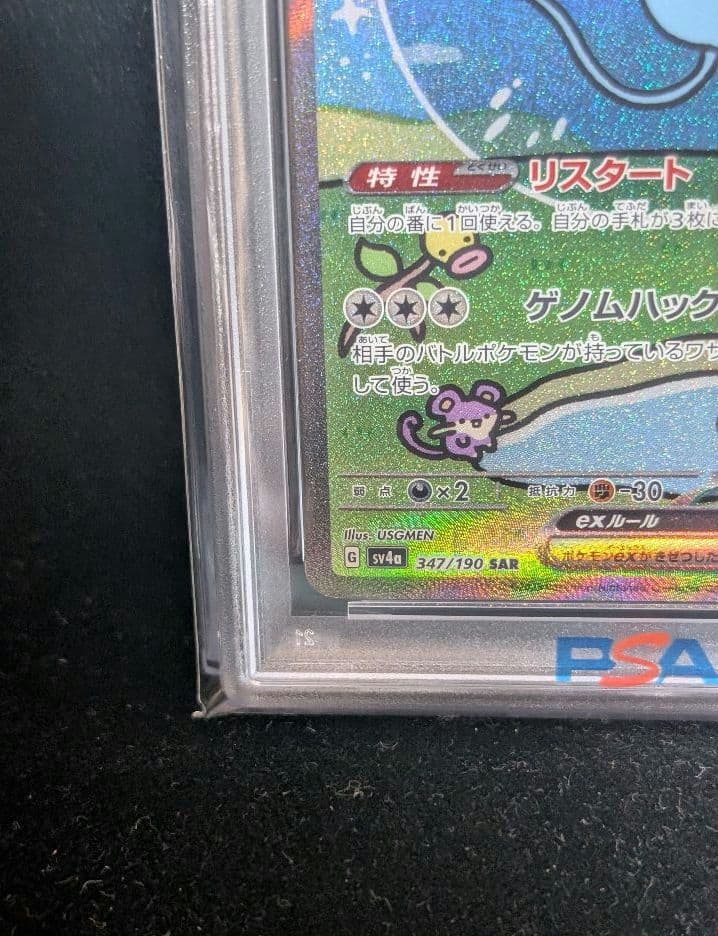 特性 リスタート
自分の番に1回使える。自分の手札が3枚に
ゲノムハック
相手のバトルポケモンが持っているワザ
して使う。
弱点 ×2 抵抗力 -30
exルール
Illus. USGMEN
ポケモンexがきぜつした
G sv4a 347/190 SAR
PSA